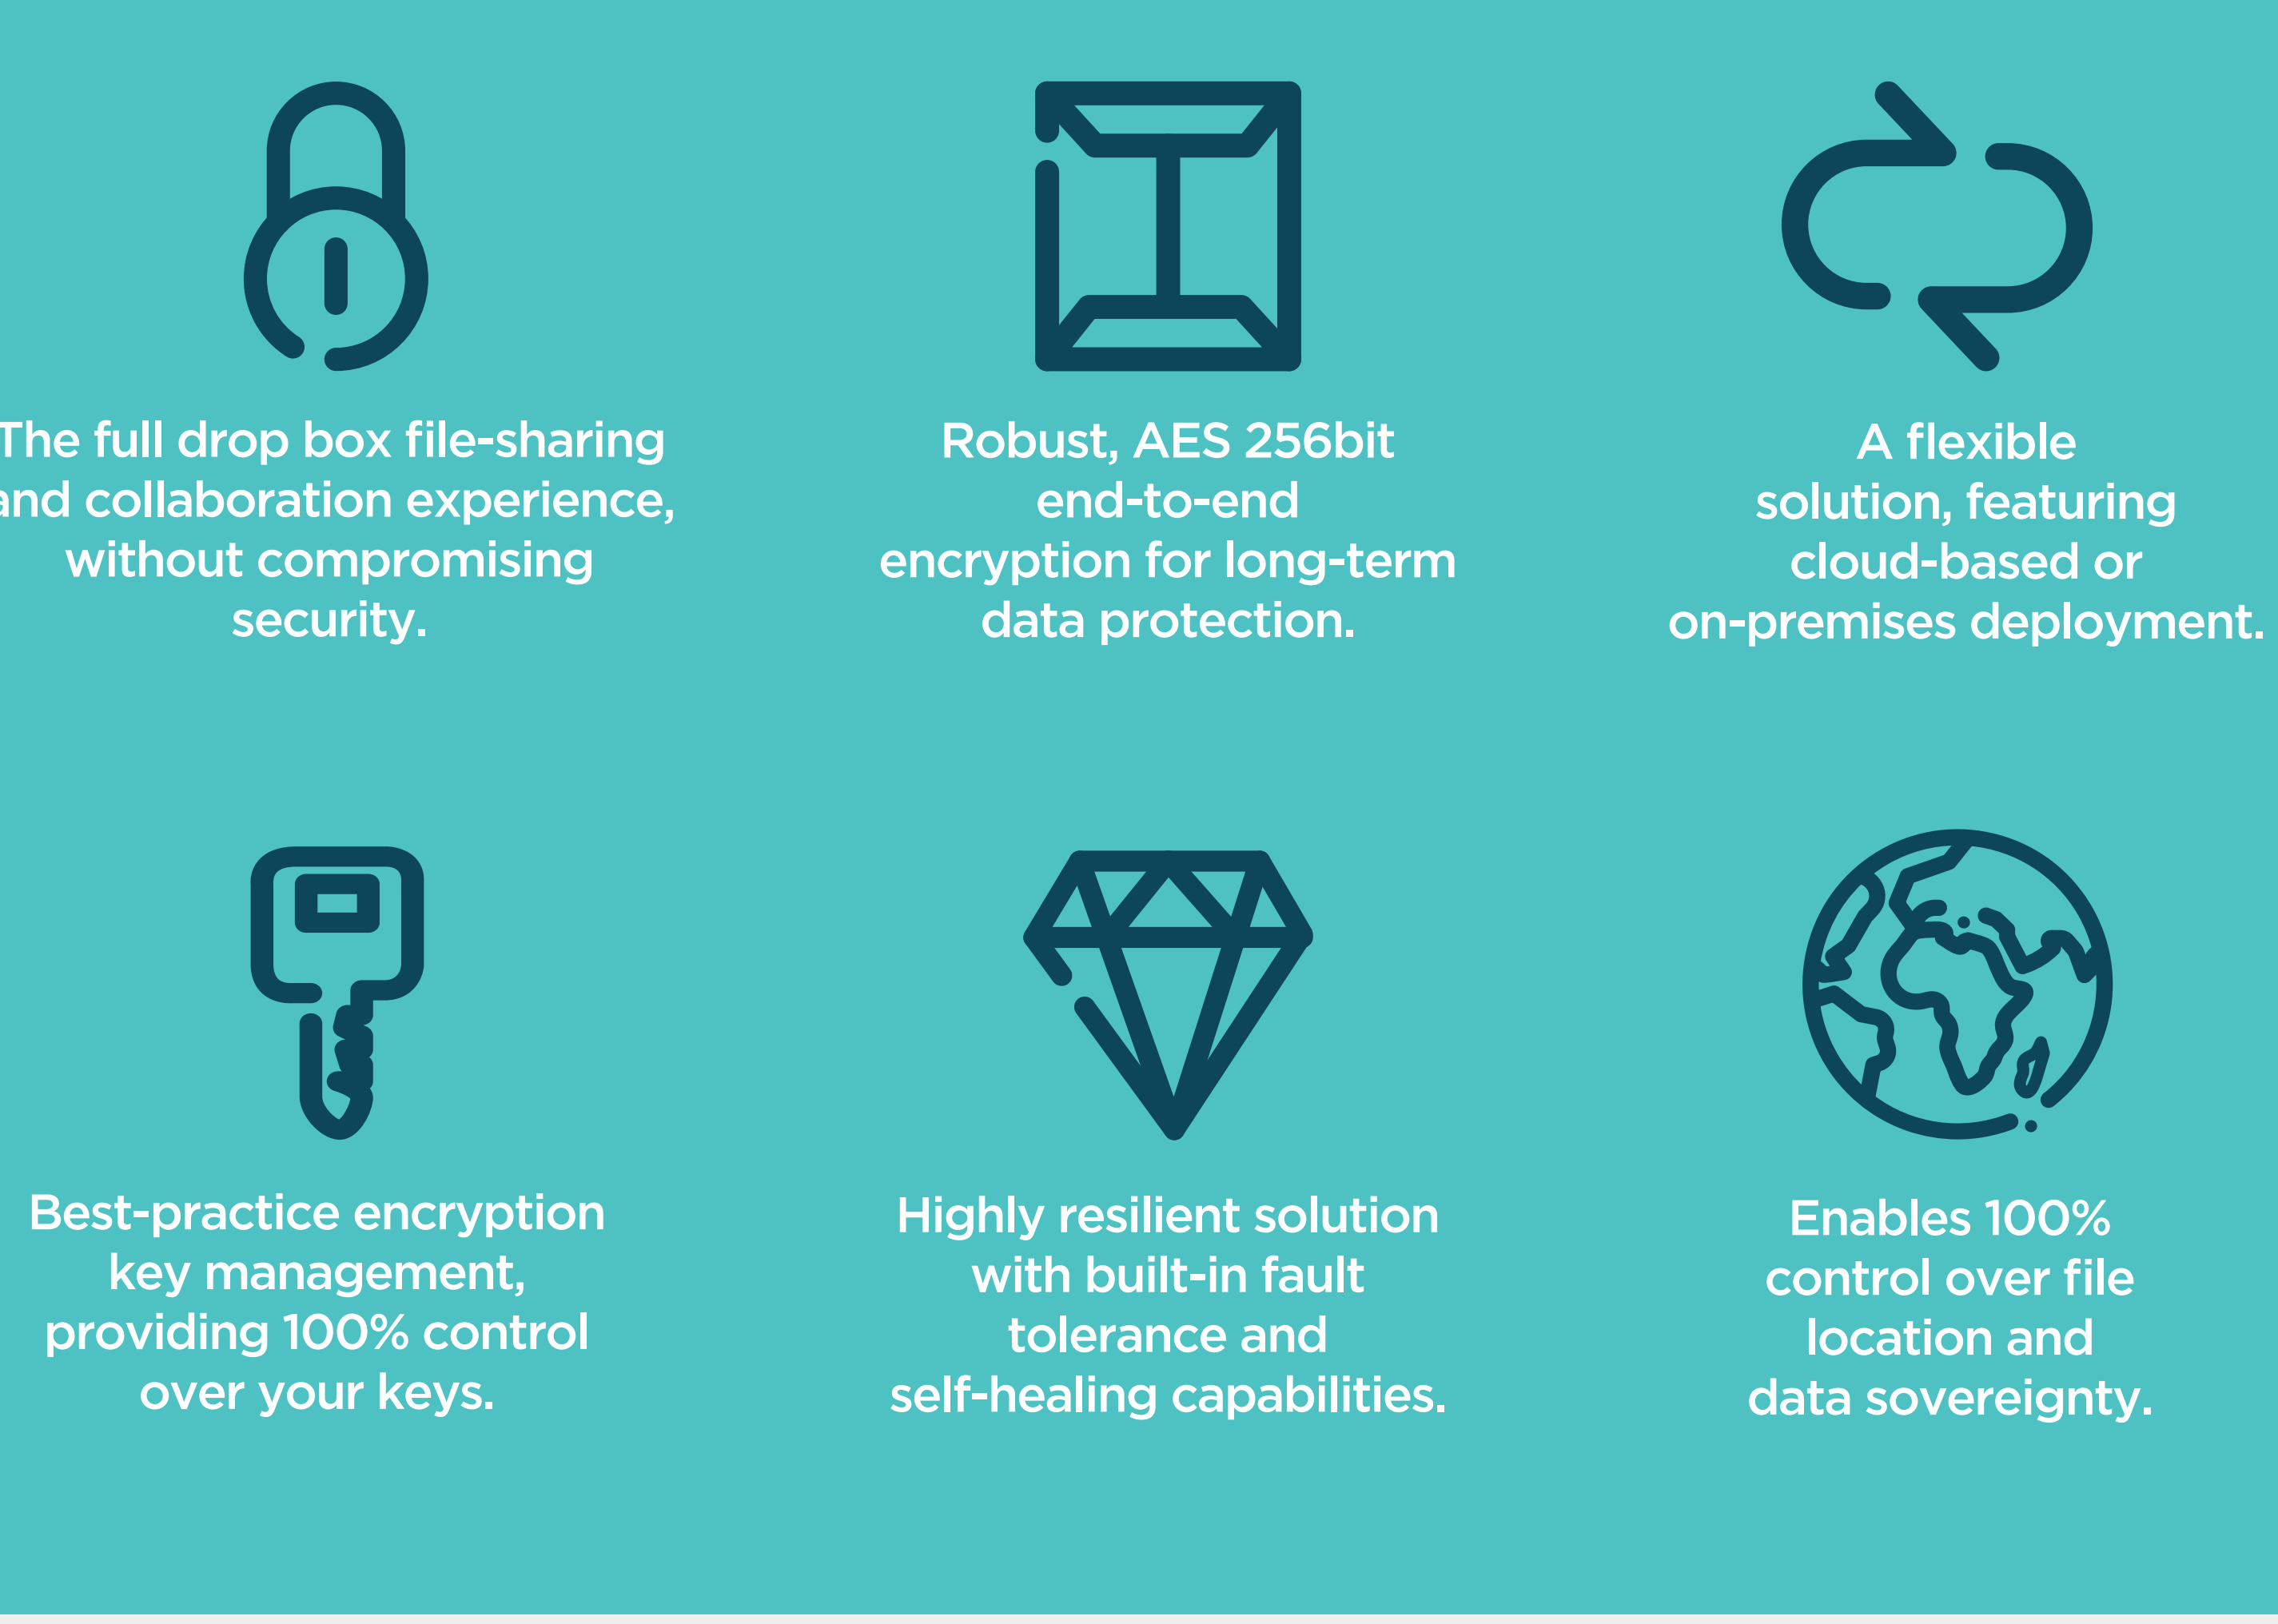 The full drop box file-sharing
and collaboration experience,
without compromising
security.
Robust, AES 256bit
end-to-end
encryption for long-term
data protection.
A flexible
solution, featuring
cloud-based or
on-premises deployment.
Best-practice encryption
key management,
providing 100% control
over your keys.
Highly resilient solution
with built-in fault
tolerance and
self-healing capabilities.
Enables 100%
control over file
location and
data sovereignty.